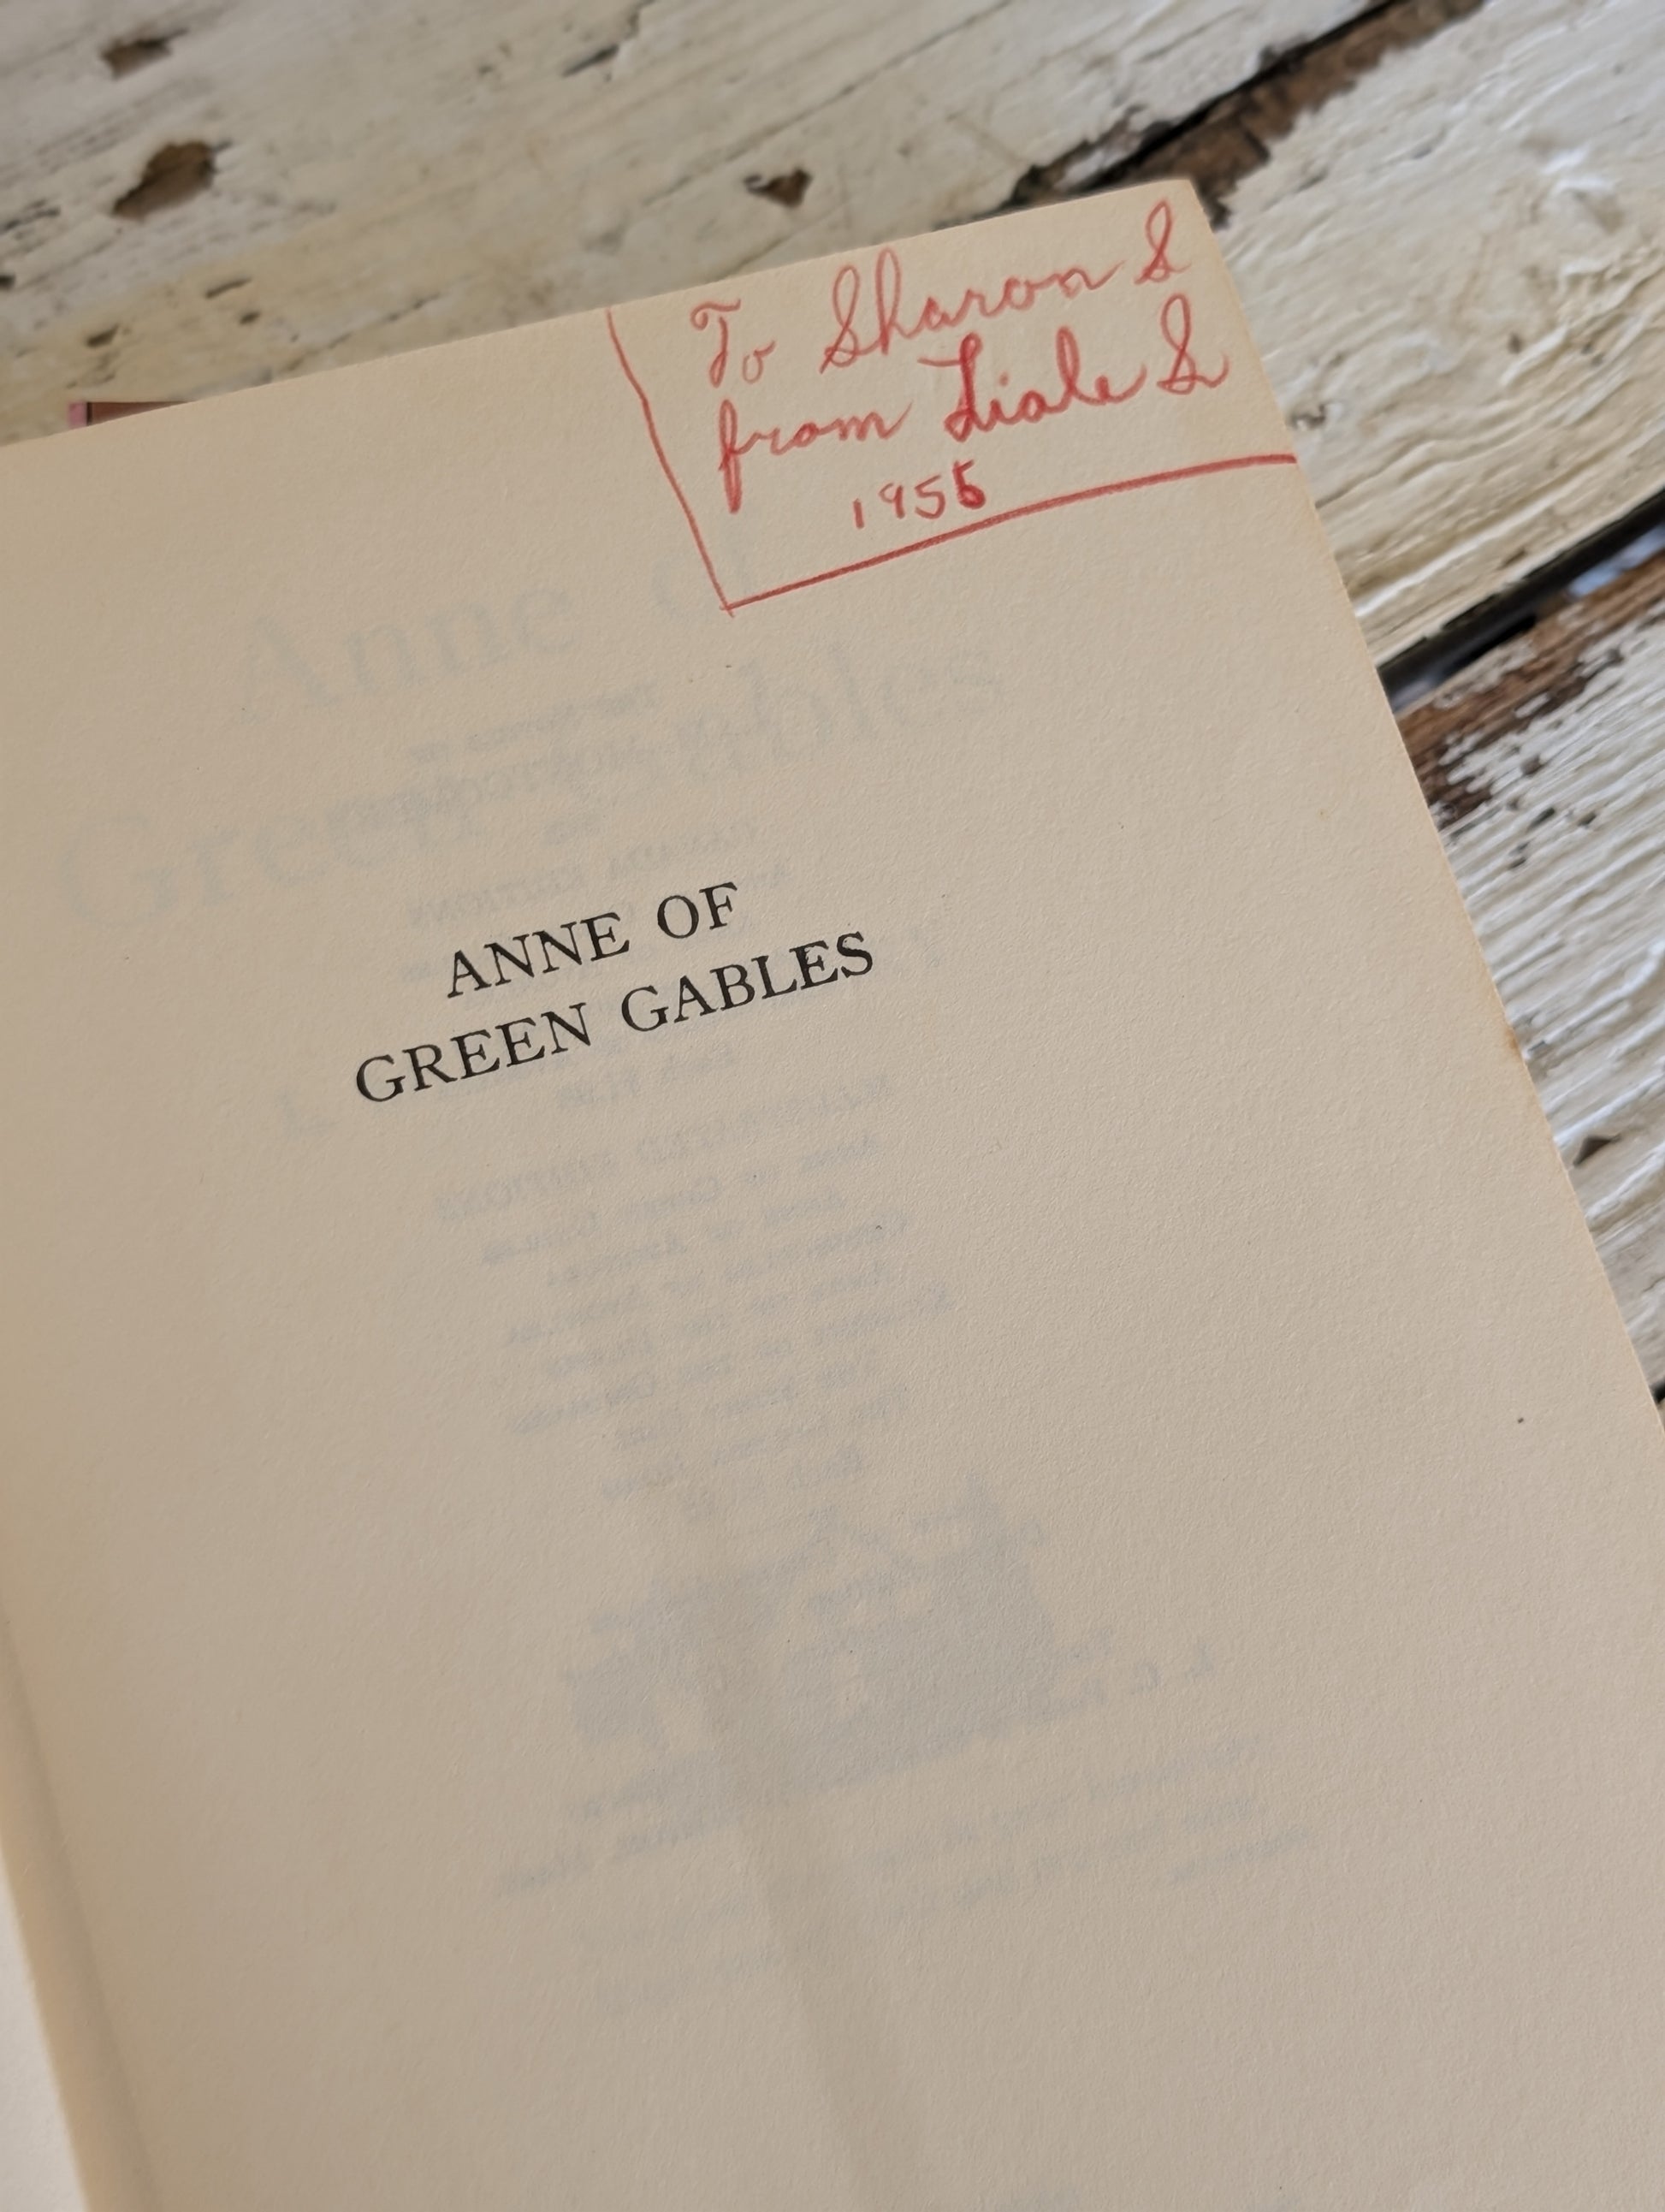 To Sharon S
from Liale S
1956
ANNE OF
GREEN GABLES